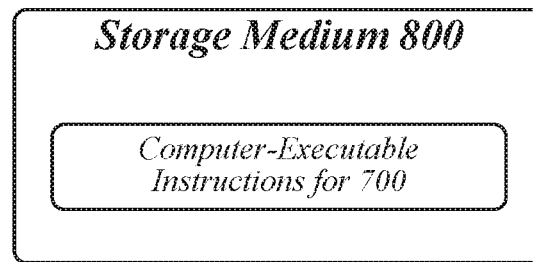 Storage Medium 800
Computer-Executable
Instructions for 700